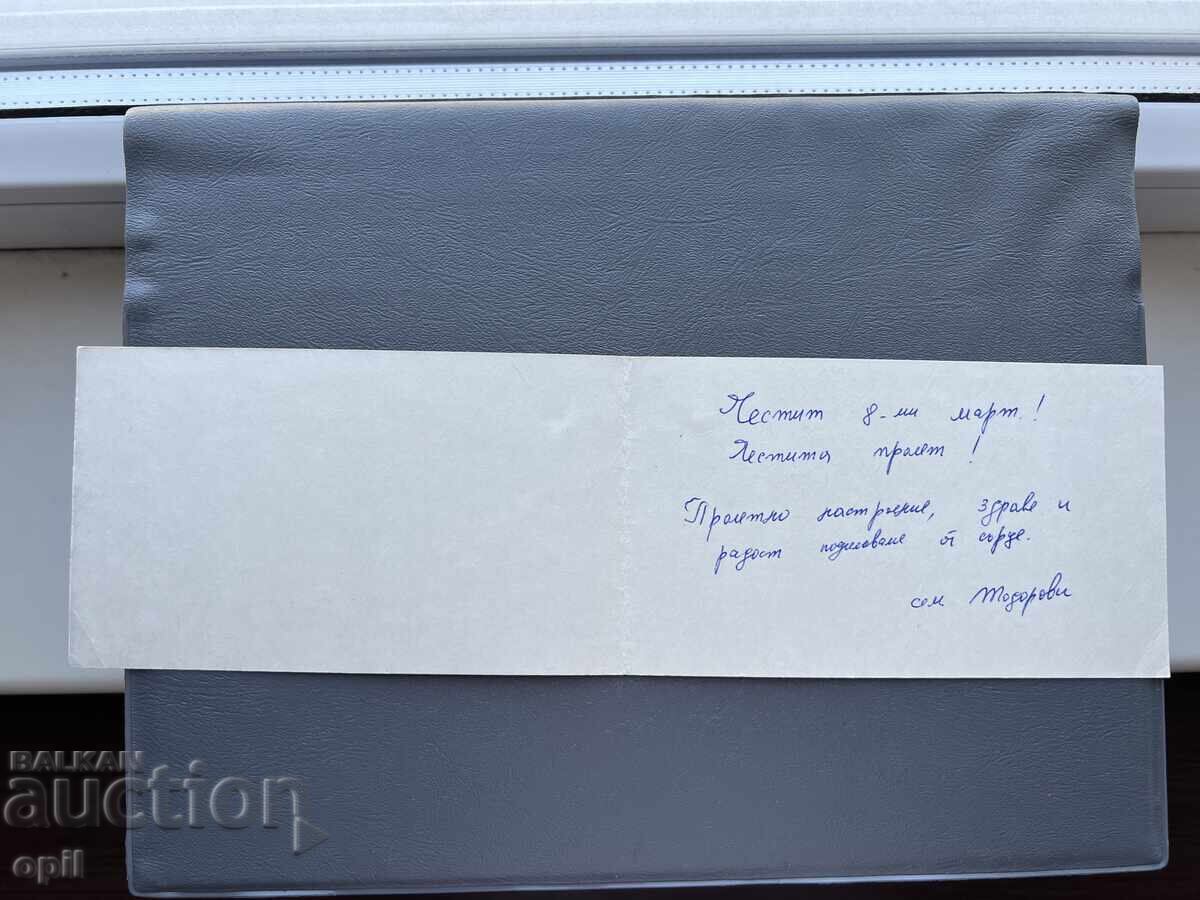 Честит 8-ми март!
Честита пролет!
Пролетно настроение, здраве и
радост пожелаваме от сърце.
сем Тодорови
BALKAN
auction
opil